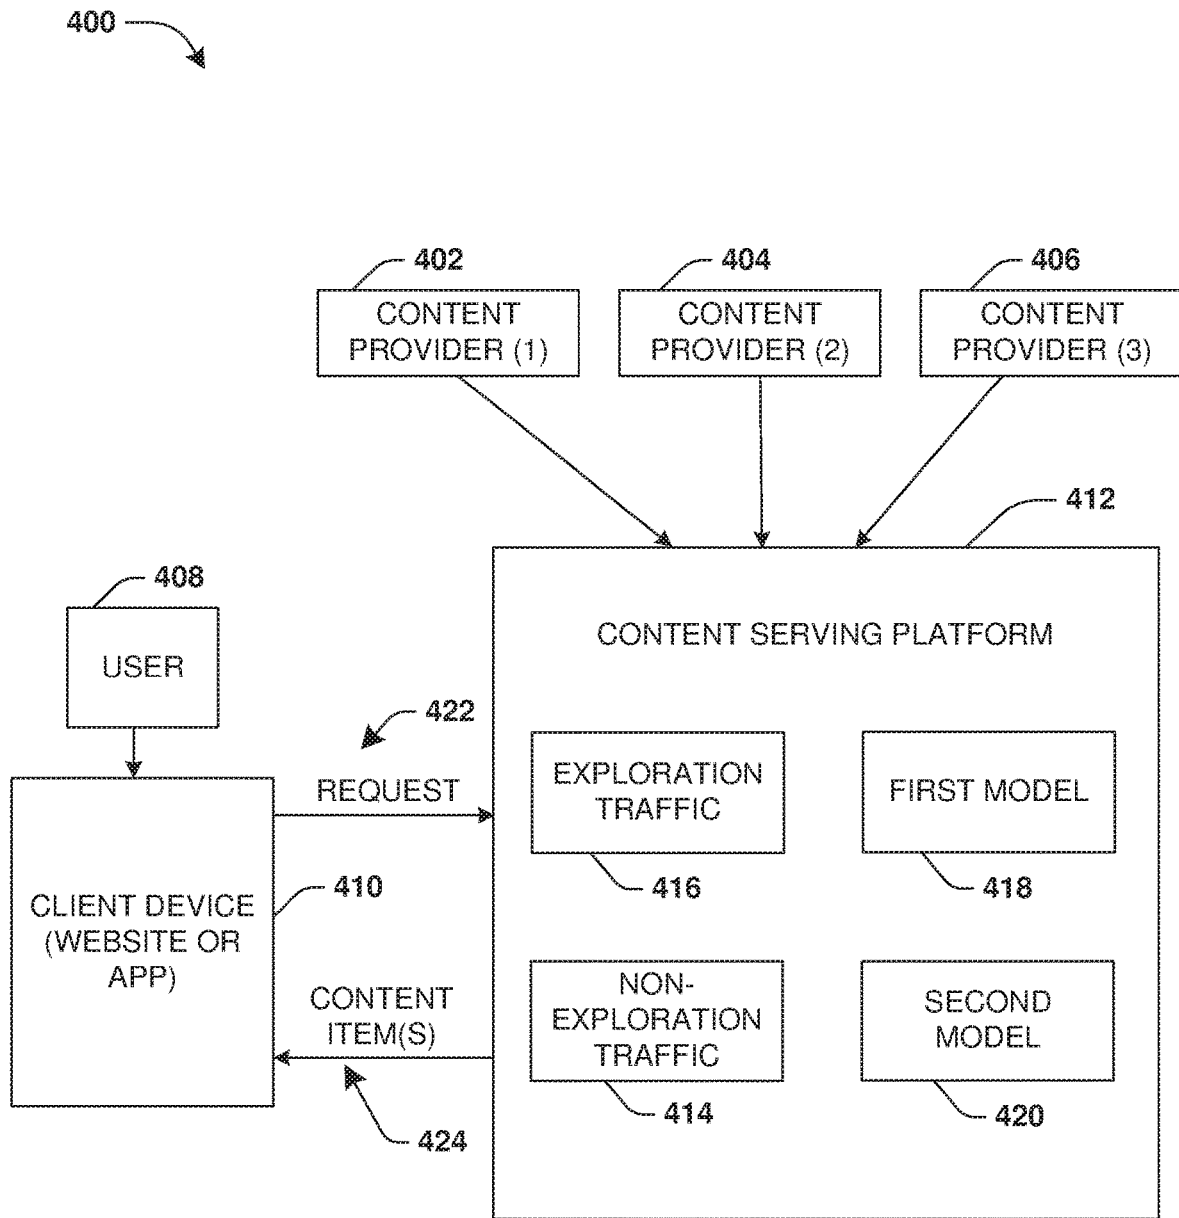 400
402
404
406
CONTENT
PROVIDER (1)
CONTENT
PROVIDER (2)
CONTENT
PROVIDER (3)
412
408
USER
CONTENT SERVING PLATFORM
422
REQUEST
EXPLORATION
TRAFFIC
FIRST MODEL
416
418
410
CLIENT DEVICE
(WEBSITE OR
APP)
CONTENT
ITEM(S)
NON-
EXPLORATION
TRAFFIC
SECOND
MODEL
414
420
424